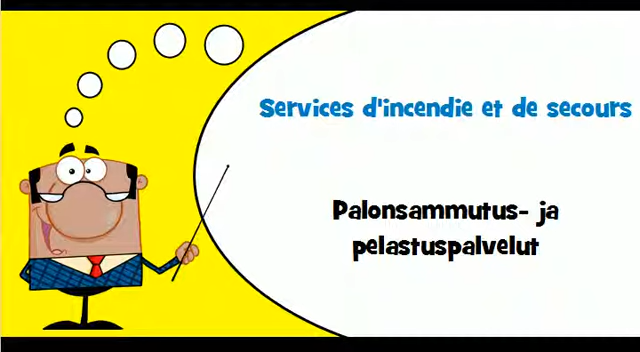 Services d'incendie et de secours
Palonsammutus- ja
pelastuspalvelut